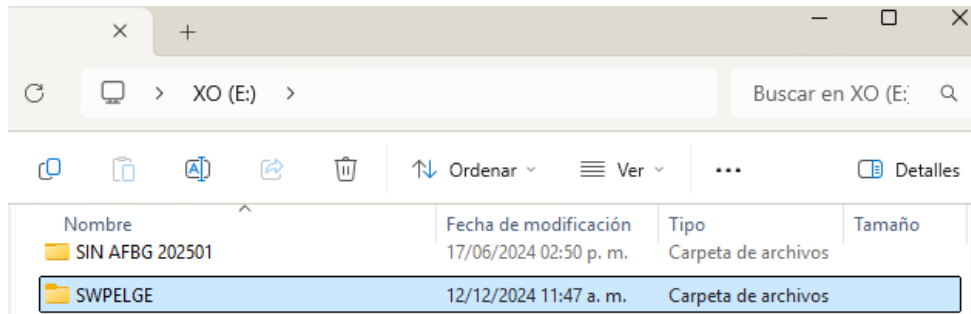 XO (E:)
Buscar en XO (E:
Ordenar
Ver
Detalles
Nombre
Fecha de modificación
Tipo
Tamaño
SIN AFBG 202501
17/06/2024 02:50 p. m.
Carpeta de archivos
SWPELGE
12/12/2024 11:47 a. m.
Carpeta de archivos